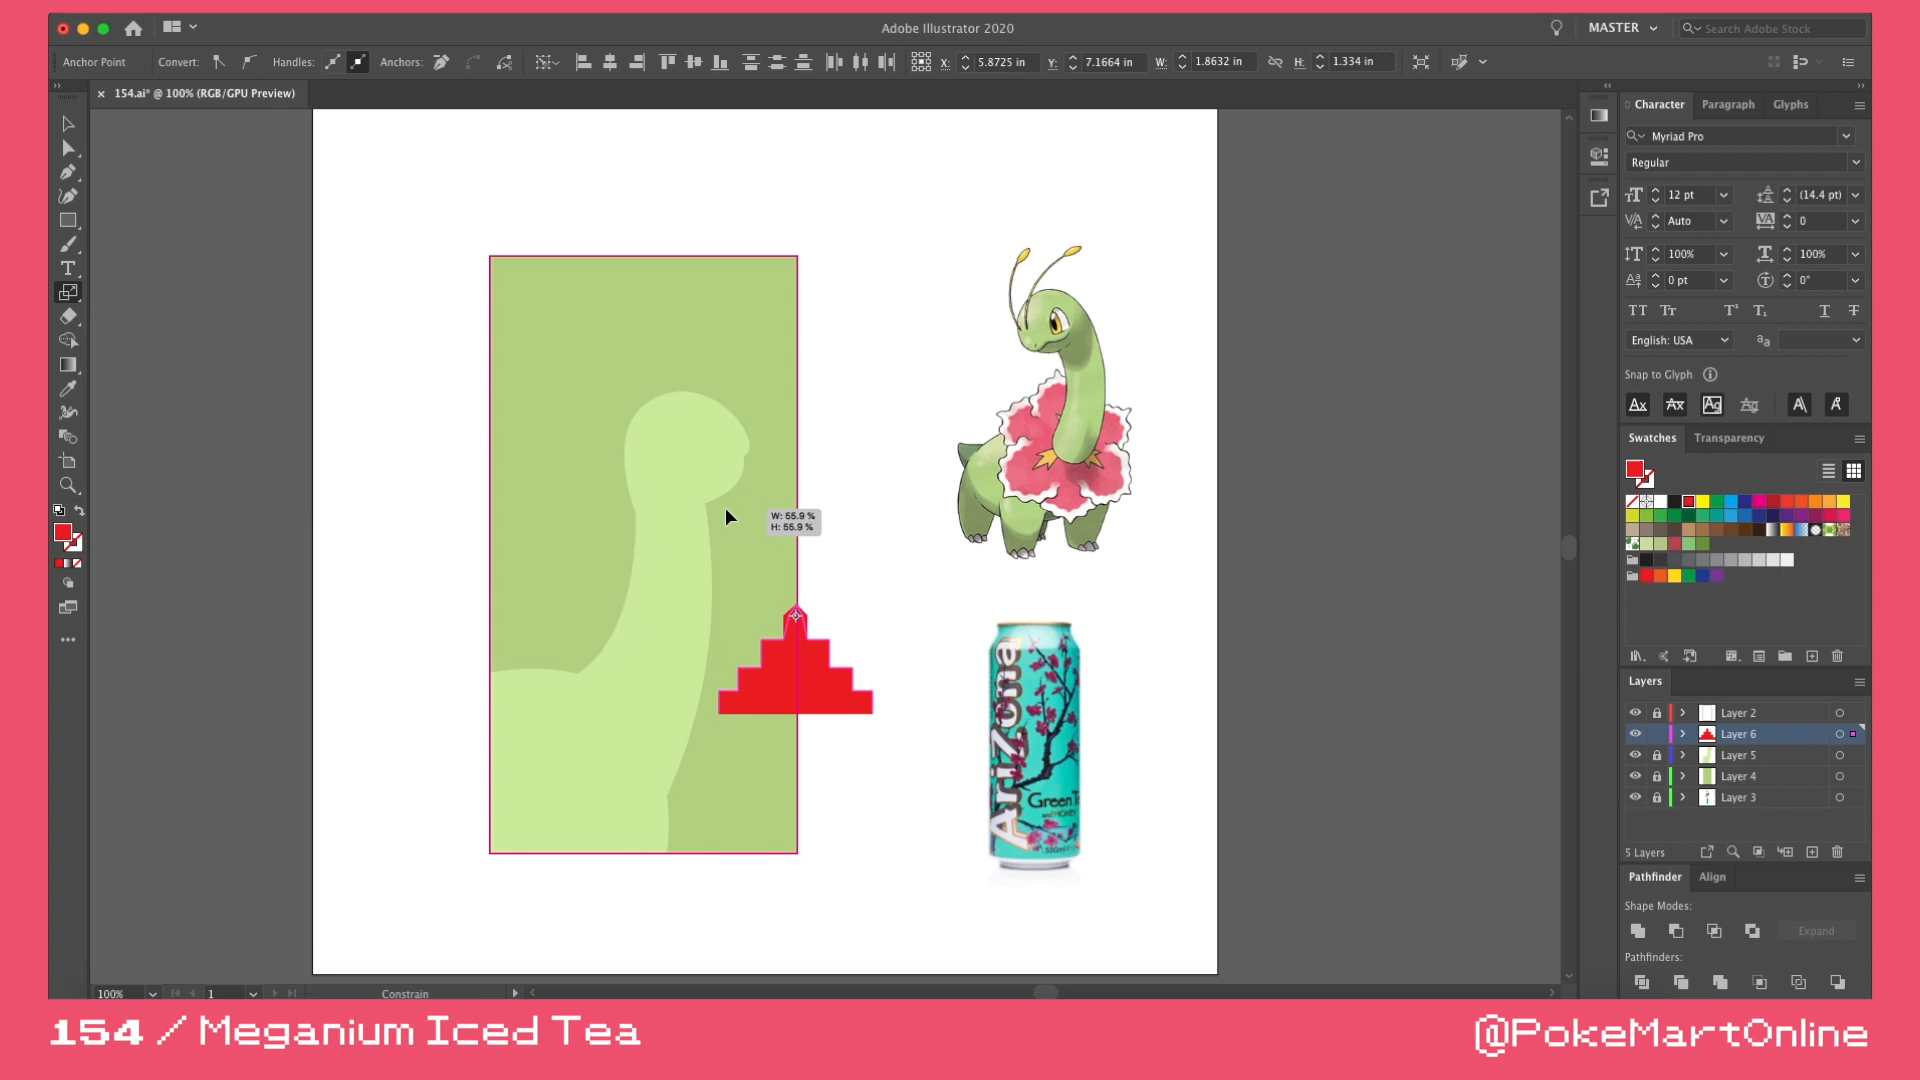 Adobe Illustrator 2020
MASTER
Search Adobe Stock
Anchor Point
Convert:
Handles:
Anchors:
X:
5.8725 in
Y:
7.1664 in
W:
1.8632 in
H:
1.334 in
154.ai* @ 100% (RGB/GPU Preview)
Character
Paragraph
Glyphs
Myriad Pro
Regular
12 pt
(14.4 pt)
Auto
0
100%
100%
0 pt
0°
English: USA
Snap to Glyph
Swatches
Transparency
W: 55.9 %
H: 55.9 %
AriZona
Green Te
and HONEY
500ml
Layers
Layer 2
Layer 6
Layer 5
Layer 4
Layer 3
5 Layers
Pathfinder
Align
Shape Modes:
Expand
Pathfinders:
100%
1
Constrain
154 / Meganium Iced Tea
@PokeMartOnline